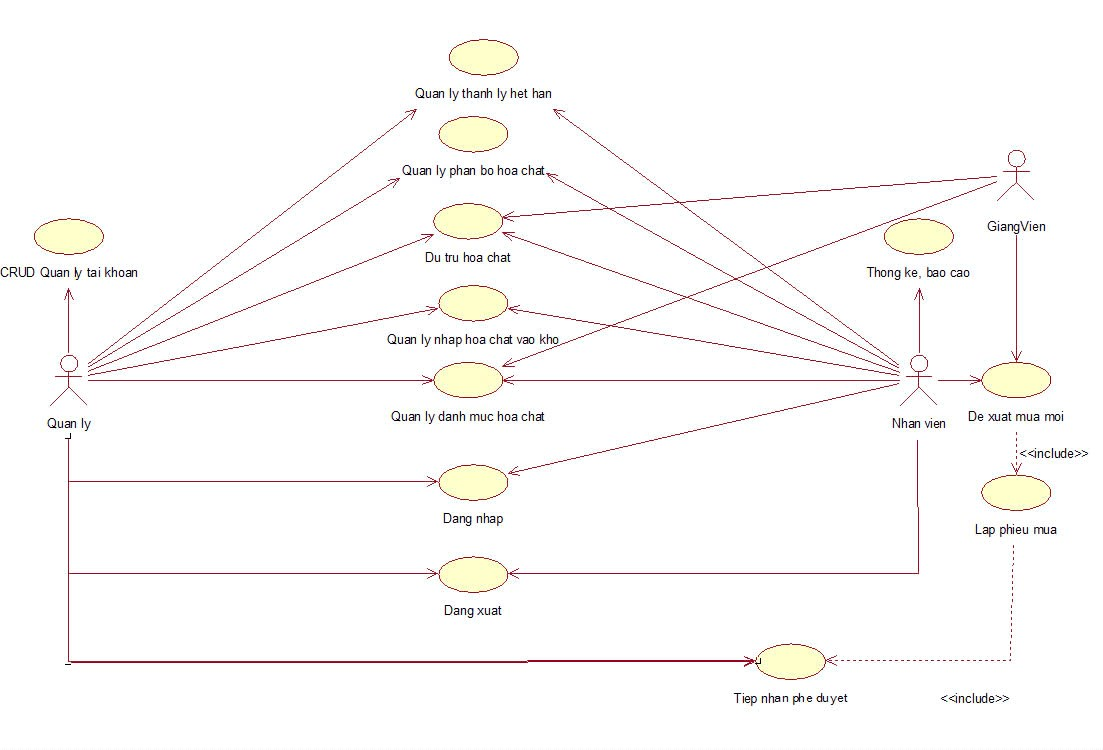 Quan ly thanh ly het han
Quan ly phan bo hoa chat
GiangVien
Du tru hoa chat
CRUD Quan ly tai khoan
Thong ke, bao cao
Quan ly nhap hoa chat vao kho
Quan ly danh muc hoa chat
De xuat mua moi
Quan ly
Nhan vien
<<include>>
Dang nhap
Lap phieu mua
Dang xuat
Tiep nhan phe duyet
<<include>>